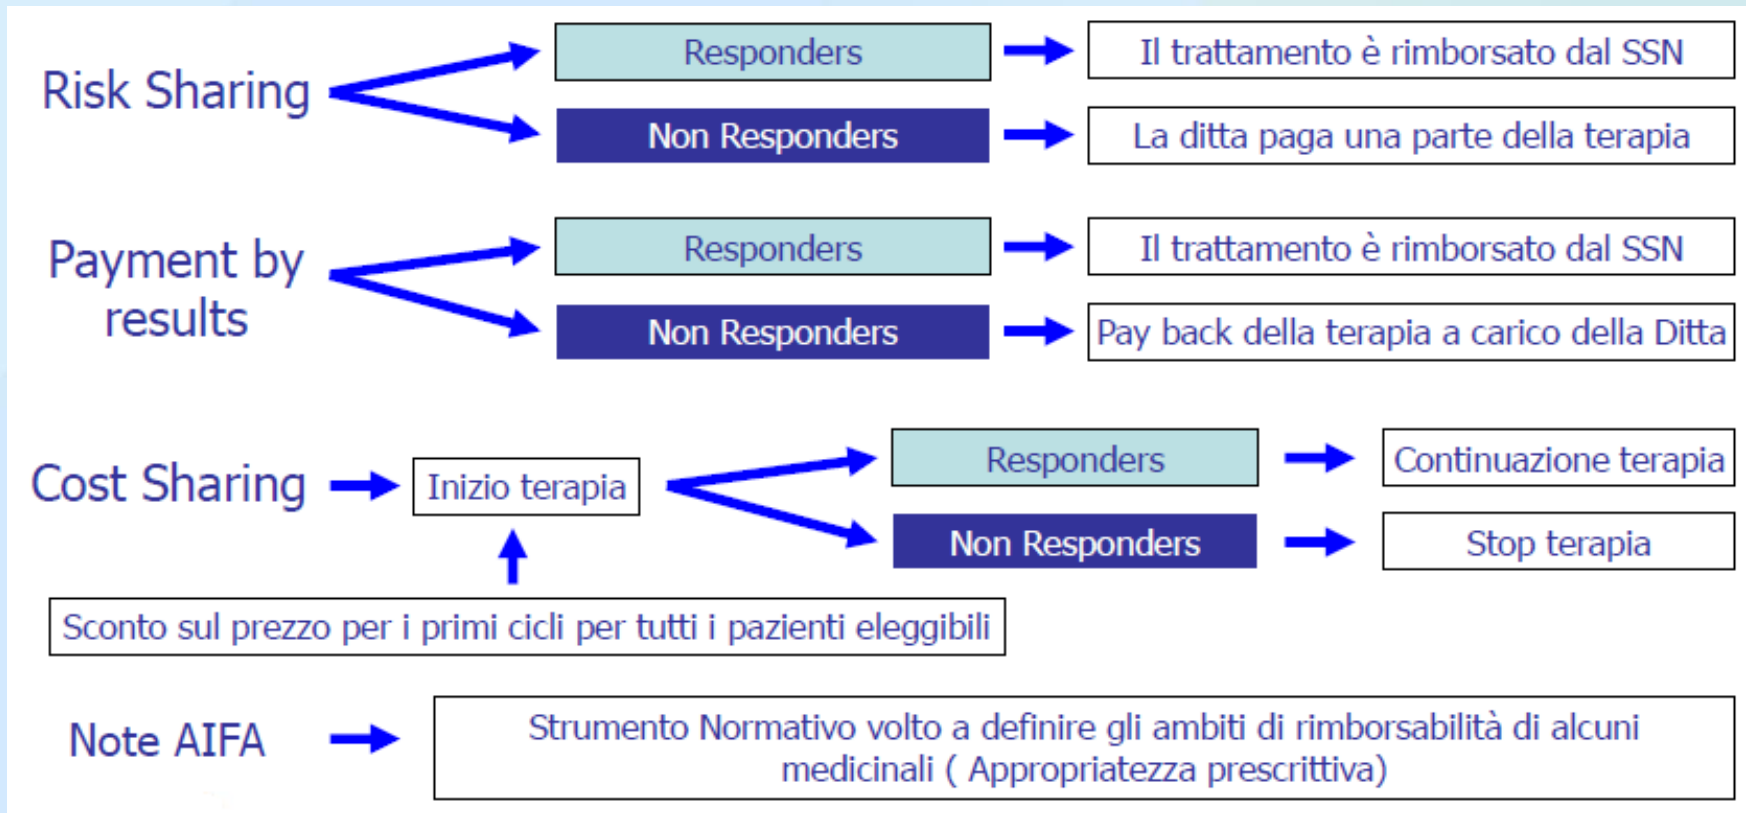 Risk Sharing
Responders
Il trattamento è rimborsato dal SSN
Non Responders
La ditta paga una parte della terapia
Payment by
results
Responders
Il trattamento è rimborsato dal SSN
Non Responders
Pay back della terapia a carico della Ditta
Cost Sharing
Inizio terapia
Responders
Continuazione terapia
Non Responders
Stop terapia
Sconto sul prezzo per i primi cicli per tutti i pazienti eleggibili
Note AIFA
Strumento Normativo volto a definire gli ambiti di rimborsabilità di alcuni
medicinali ( Appropriatezza prescrittiva)